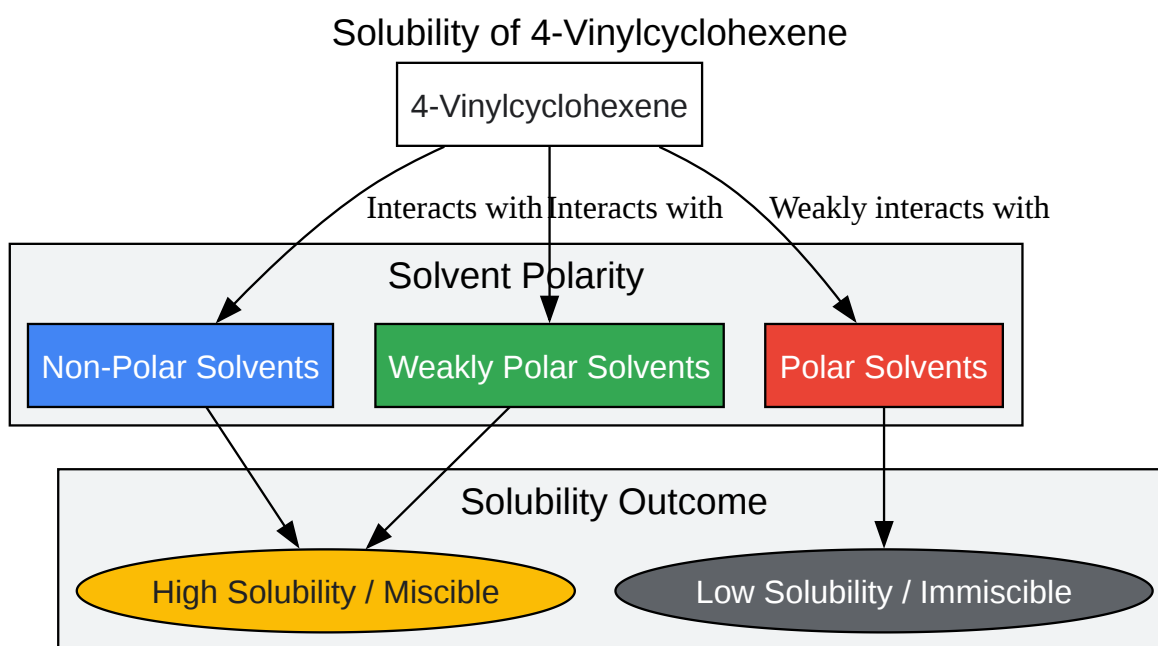 Solubility of 4-Vinylcyclohexene
4-Vinylcyclohexene
Interacts with
Interacts with
Weakly interacts with
Solvent Polarity
Non-Polar Solvents
Weakly Polar Solvents
Polar Solvents
Solubility Outcome
High Solubility / Miscible
Low Solubility / Immiscible